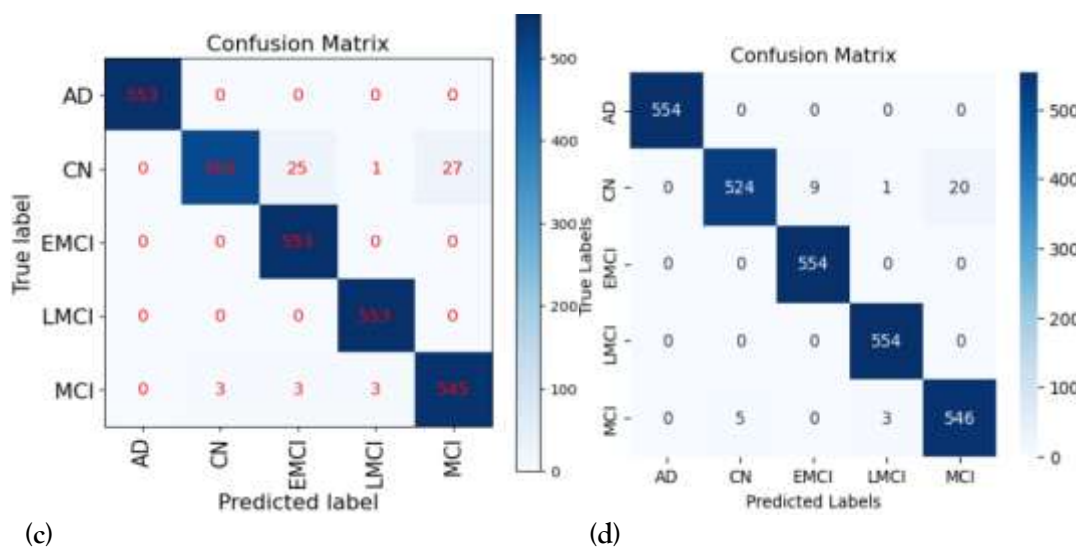 Confusion Matrix
AD
CN
EMCI
LMCI
MCI
True label
553 0 0 0 0
0 25 1 27
0 0 553 0 0
0 0 0 553 0
0 3 3 3 545
AD CN EMCI LMCI MCI
Predicted label
500
400
300
200
100
0
(c)
Confusion Matrix
AD
CN
EMCI
LMCI
MCI
True Labels
554 0 0 0 0
0 524 9 1 20
0 0 554 0 0
0 0 0 554 0
0 5 0 3 546
AD CN EMCI LMCI MCI
Predicted Labels
500
400
300
200
100
0
(d)